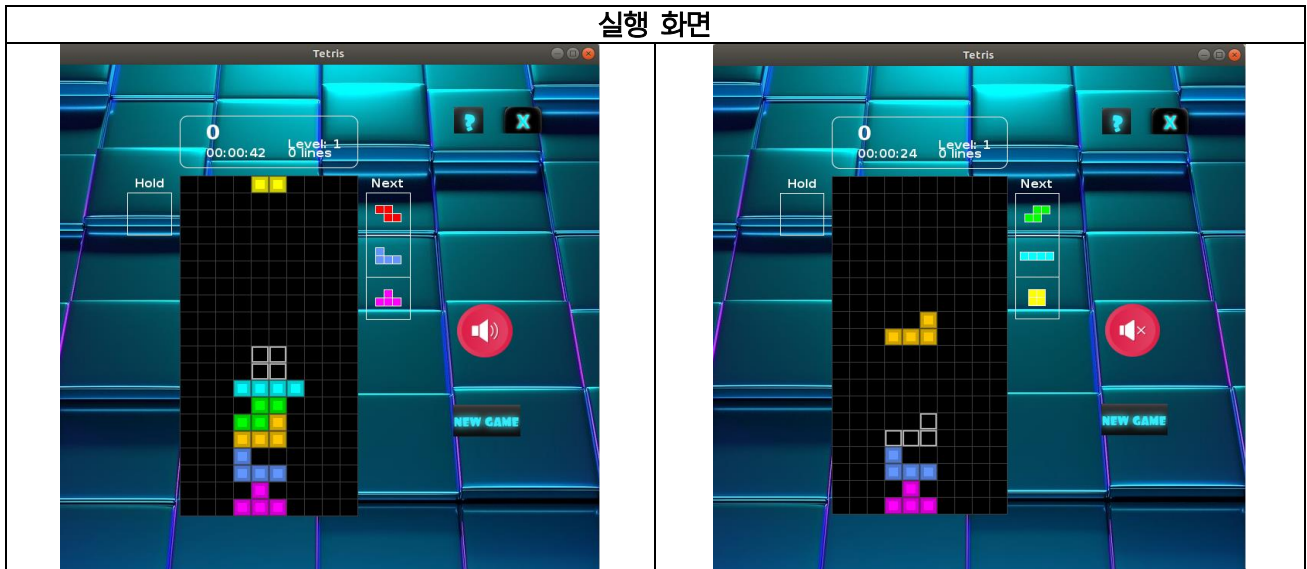 실행 화면
Tetris
? X
0
Level: 1
00:00:42 0 lines
Hold
Next
NEW GAME
Tetris
? X
0
Level: 1
00:00:24 0 lines
Hold
Next
NEW GAME